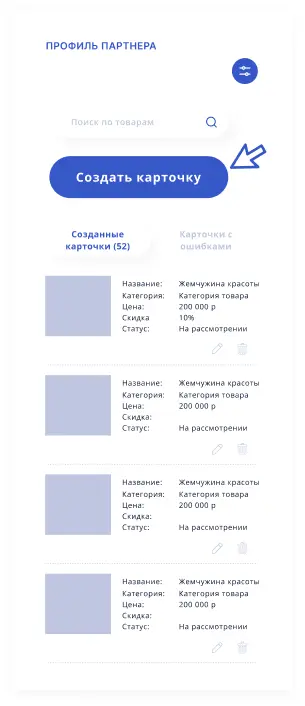 ПРОФИЛЬ ПАРТНЕРА
Поиск по товарам
Создать карточку
Созданные
карточки (52)
Карточки с
ошибками
Название: Жемчужина красоты
Категория: Категория товара
Цена: 200 000 р
Скидка 10%
Статус: На рассмотрении
Название: Жемчужина красоты
Категория: Категория товара
Цена: 200 000 р
Скидка:
Статус: На рассмотрении
Название: Жемчужина красоты
Категория: Категория товара
Цена: 200 000 р
Скидка:
Статус: На рассмотрении
Название: Жемчужина красоты
Категория: Категория товара
Цена: 200 000 р
Скидка:
Статус: На рассмотрении